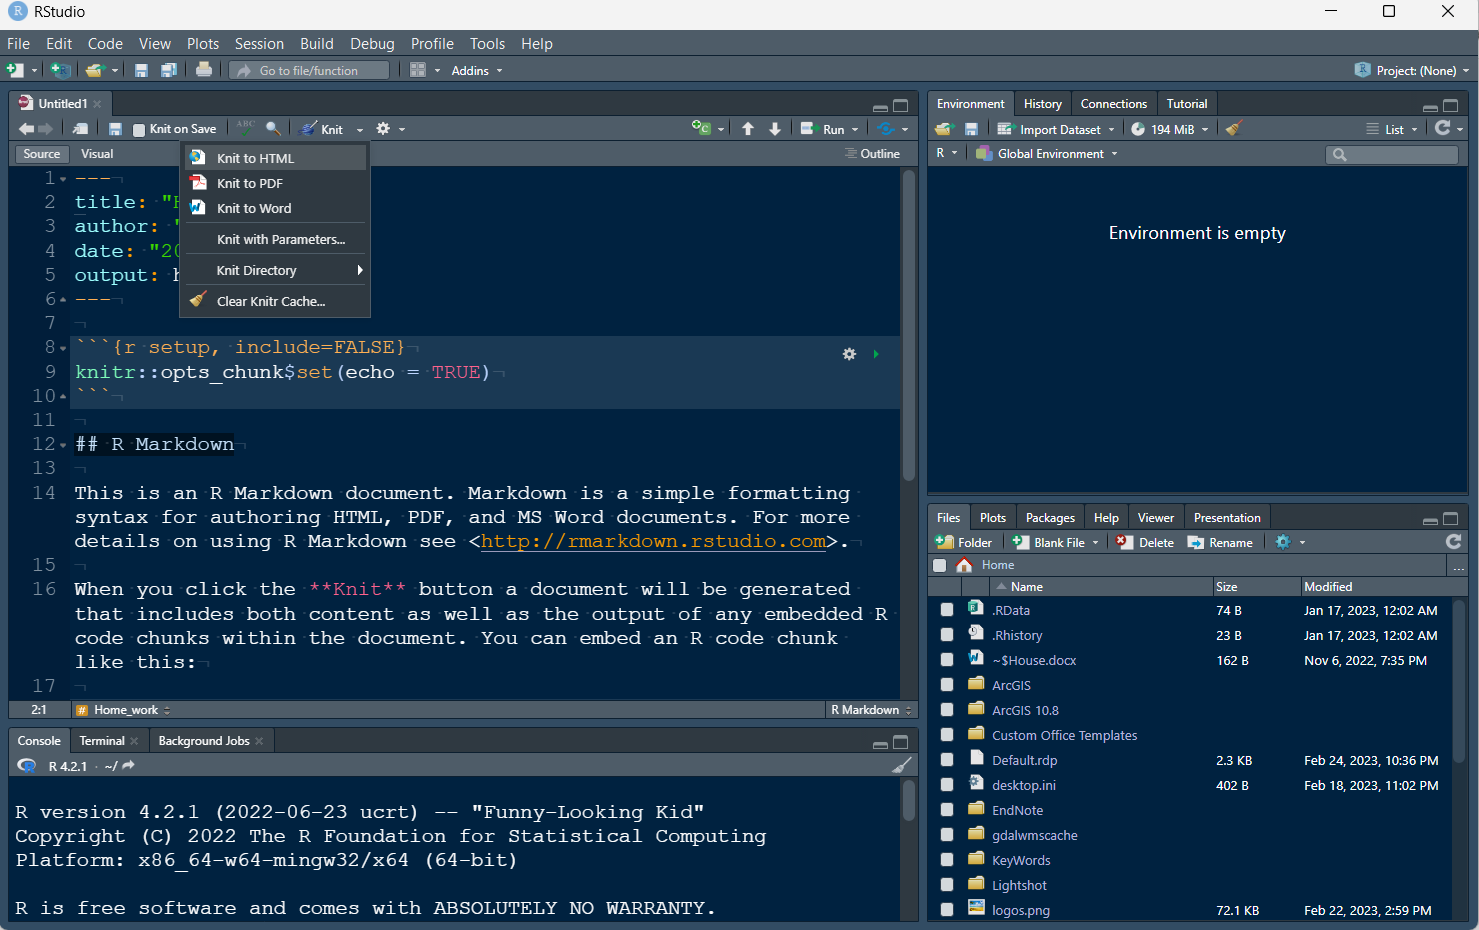 RStudio
File Edit Code View Plots Session Build Debug Profile Tools Help
Go to file/function Addins Project: (None)
Untitled1
Knit on Save ABC Knit Run
Source Visual Outline
Knit to HTML
Knit to PDF
Knit to Word
Knit with Parameters...
Knit Directory
Clear Knitr Cache...
1 ---
2 title: "H
3 author: "
4 date: "20
5 output: h
6 ---
7
8 ```{r setup, include=FALSE}
9 knitr::opts_chunk$set(echo = TRUE)
10 ```
11
12 ## R Markdown
13
14 This is an R Markdown document. Markdown is a simple formatting
syntax for authoring HTML, PDF, and MS Word documents. For more
details on using R Markdown see <http://rmarkdown.rstudio.com>.
15
16 When you click the **Knit** button a document will be generated
that includes both content as well as the output of any embedded R
code chunks within the document. You can embed an R code chunk
like this:
17
2:1 # Home_work R Markdown
Console Terminal Background Jobs
R 4.2.1 · ~/
R version 4.2.1 (2022-06-23 ucrt) -- "Funny-Looking Kid"
Copyright (C) 2022 The R Foundation for Statistical Computing
Platform: x86_64-w64-mingw32/x64 (64-bit)
R is free software and comes with ABSOLUTELY NO WARRANTY.
Environment History Connections Tutorial
Import Dataset 194 MiB List
R Global Environment
Environment is empty
Files Plots Packages Help Viewer Presentation
Folder Blank File Delete Rename
Home ...
Name Size Modified
.RData 74 B Jan 17, 2023, 12:02 AM
.Rhistory 23 B Jan 17, 2023, 12:02 AM
~$House.docx 162 B Nov 6, 2022, 7:35 PM
ArcGIS
ArcGIS 10.8
Custom Office Templates
Default.rdp 2.3 KB Feb 24, 2023, 10:36 PM
desktop.ini 402 B Feb 18, 2023, 11:02 PM
EndNote
gdalwmscache
KeyWords
Lightshot
logos.png 72.1 KB Feb 22, 2023, 2:59 PM